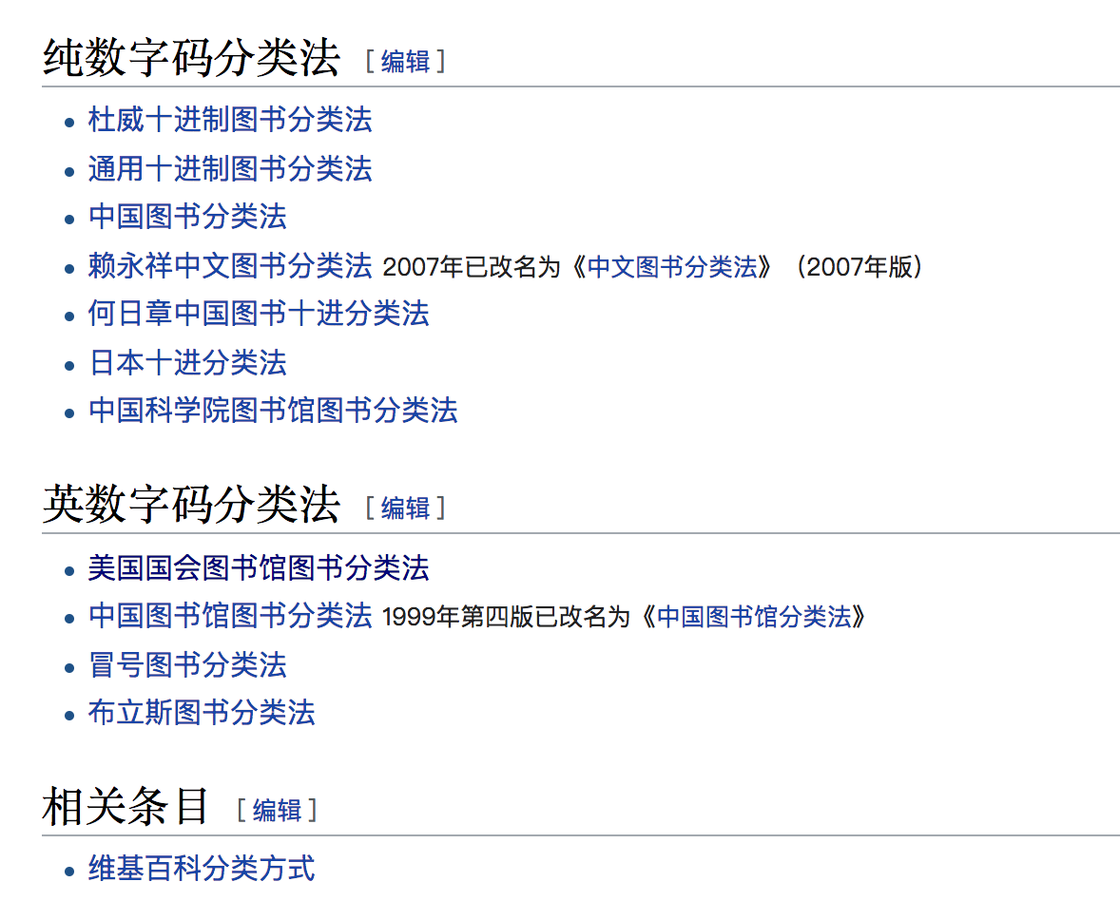 纯数字码分类法 [编辑]
• 杜威十进制图书分类法
• 通用十进制图书分类法
• 中国图书分类法
• 赖永祥中文图书分类法 2007年已改名为《中文图书分类法》（2007年版）
• 何日章中国图书十进分类法
• 日本十进分类法
• 中国科学院图书馆图书分类法
英数字码分类法 [编辑]
• 美国国会图书馆图书分类法
• 中国图书馆图书分类法 1999年第四版已改名为《中国图书馆分类法》
• 冒号图书分类法
• 布立斯图书分类法
相关条目 [编辑]
• 维基百科分类方式